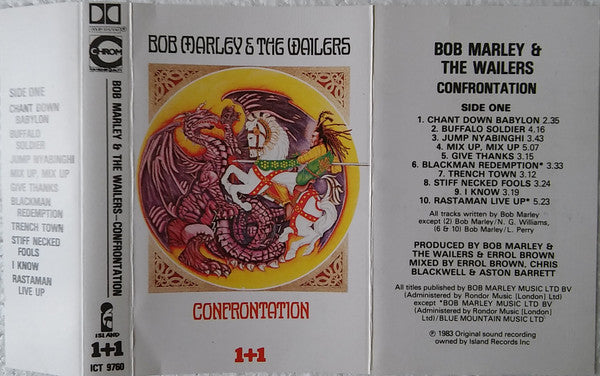 SIDE ONE
CHANT DOWN
BABYLON
BUFFALO
SOLDIER
JUMP NYABINGHI
MIX UP, MIX UP
GIVE THANKS
BLACKMAN
REDEMPTION
TRENCH TOWN
STIFF NECKED
FOOLS
I KNOW
RASTAMAN
LIVE UP
CHROM
BOB MARLEY & THE WAILERS–CONFRONTATION
ISLAND
1+1
ICT 9760
BOB MARLEY & THE WAILERS
CONFRONTATION
1+1
BOB MARLEY &
THE WAILERS
CONFRONTATION
SIDE ONE
1. CHANT DOWN BABYLON 2.35
2. BUFFALO SOLDIER 4.16
3. JUMP NYABINGHI 3.43
4. MIX UP, MIX UP 5.07
5. GIVE THANKS 3.15
6. BLACKMAN REDEMPTION* 3.33
7. TRENCH TOWN 3.12
8. STIFF NECKED FOOLS 3.24
9. I KNOW 3.19
10. RASTAMAN LIVE UP* 5.23
All tracks written by Bob Marley
except (2) Bob Marley/N. G. Williams,
(6 & 10) Bob Marley/L. Perry
PRODUCED BY BOB MARLEY &
THE WAILERS & ERROL BROWN
MIXED BY ERROL BROWN, CHRIS
BLACKWELL & ASTON BARRETT
All titles published by BOB MARLEY MUSIC LTD BV
(Administered by Rondor Music [London] Ltd)
except *BOB MARLEY MUSIC LTD BV
(Administered by Rondor Music [London]
Ltd)/BLUE MOUNTAIN MUSIC LTD
℗ 1983 Original sound recording
owned by Island Records Inc